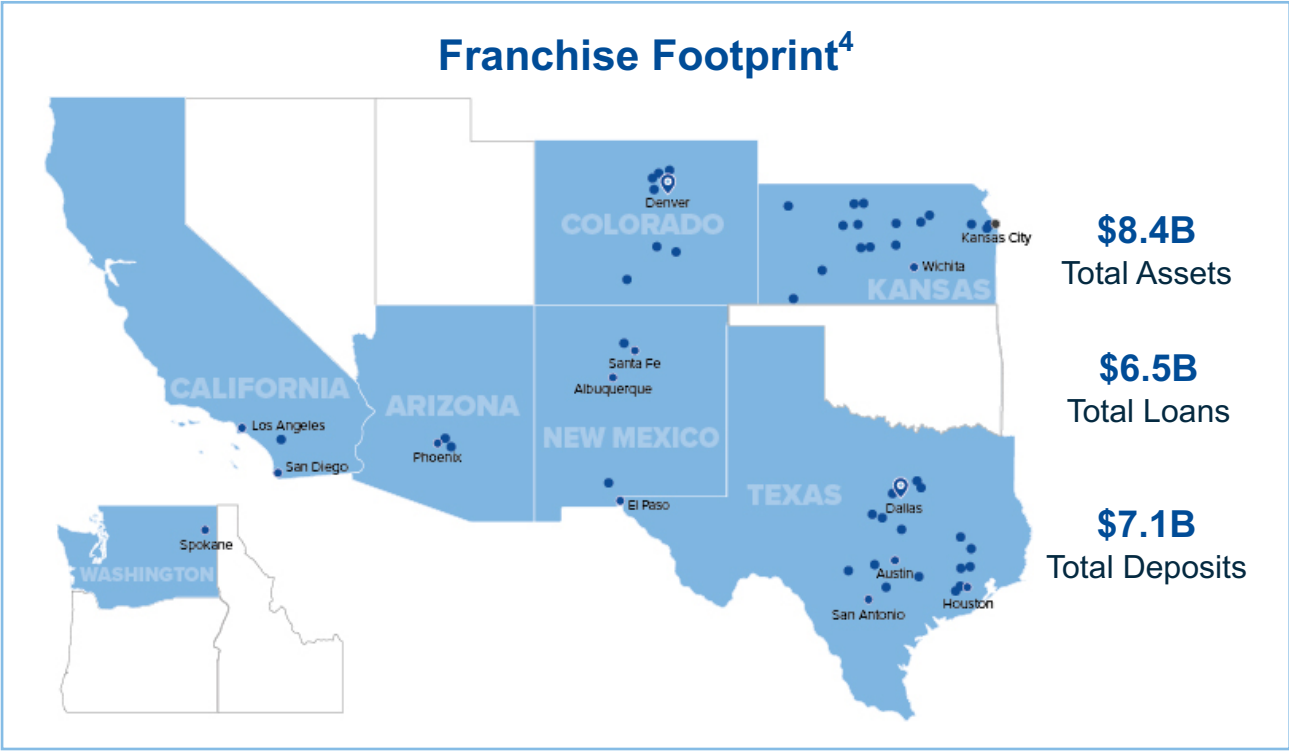 Franchise Footprint4
Denver
COLORADO
Kansas City
Wichita
KANSAS
$8.4B
Total Assets
Santa Fe
Albuquerque
CALIFORNIA
ARIZONA
NEW MEXICO
Los Angeles
San Diego
Phoenix
El Paso
$6.5B
Total Loans
TEXAS
Dallas
Austin
San Antonio
Houston
$7.1B
Total Deposits
Spokane
WASHINGTON